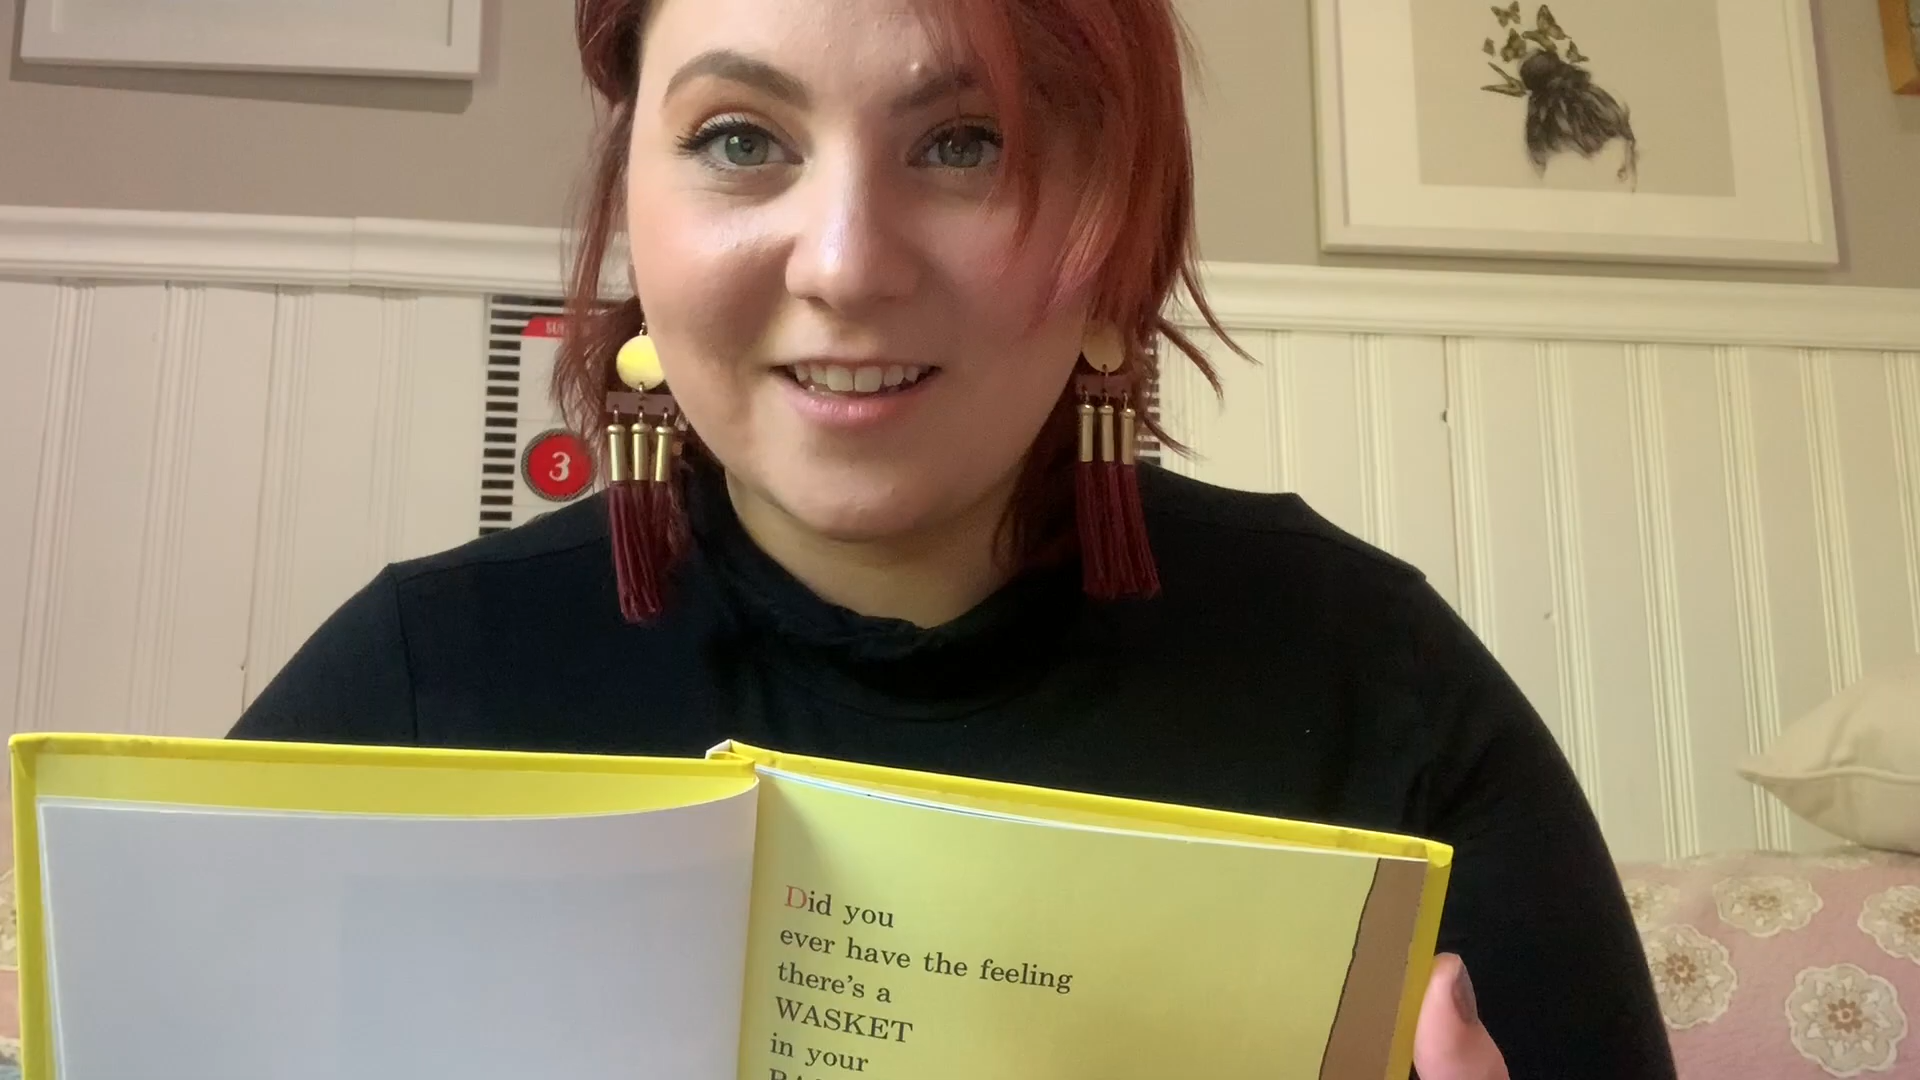 3
Did you
ever have the feeling
there's a
WASKET
in your